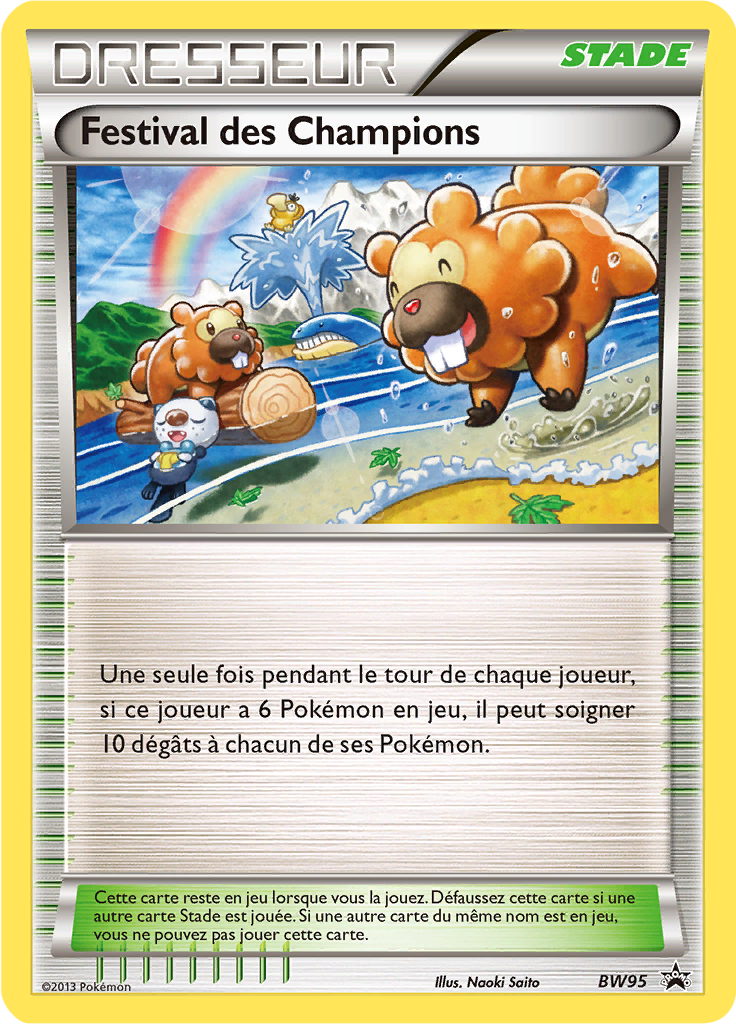 DRESSEUR
STADE
Festival des Champions
Une seule fois pendant le tour de chaque joueur,
si ce joueur a 6 Pokémon en jeu, il peut soigner
10 dégâts à chacun de ses Pokémon.
Cette carte reste en jeu lorsque vous la jouez. Défaussez cette carte si une
autre carte Stade est jouée. Si une autre carte du même nom est en jeu,
vous ne pouvez pas jouer cette carte.
©2013 Pokémon
Illus. Naoki Saito
BW95
PROMO